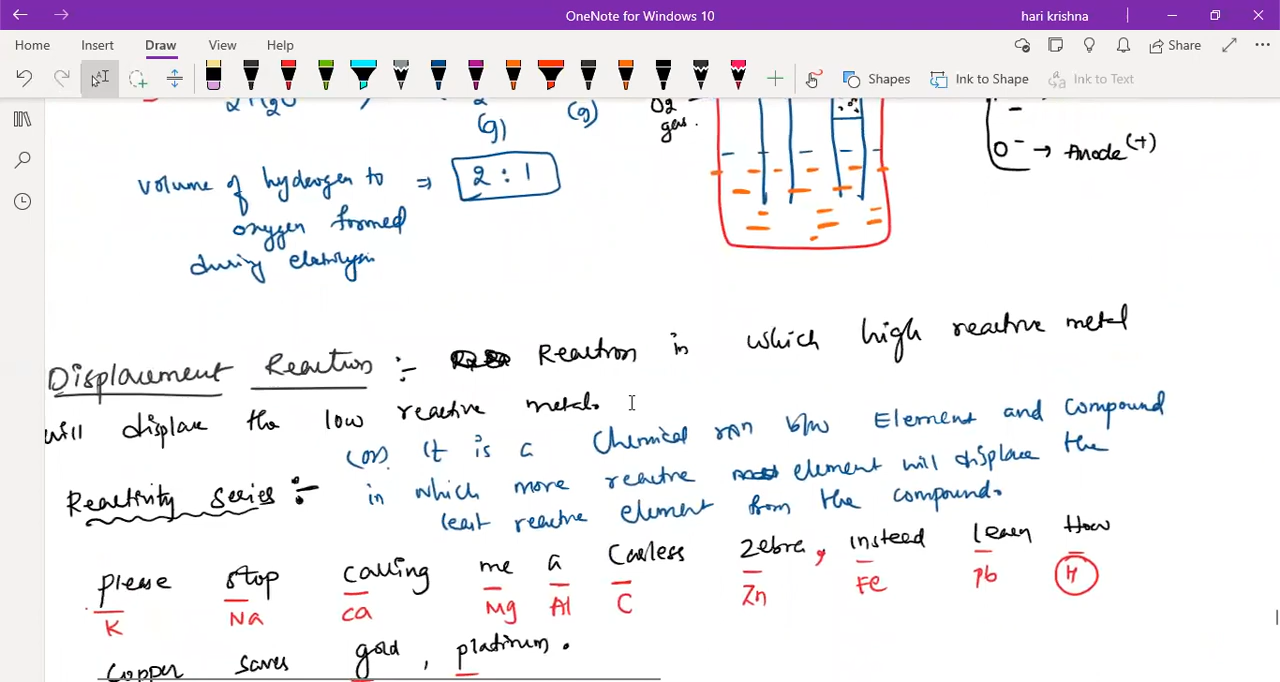 OneNote for Windows 10
hari krishna
Home Insert Draw View Help
Share
Shapes
Ink to Shape
Ink to Text
2H2O
2
(g) (g)
O2
gas.
O⁻ → Anode (+)
volume of hydrogen to ⇒ 2 : 1
oxygen formed
during
Displacement Reaction :- Reaction in which high reactive metal
will displace the low reactive metal.
(or). It is a Chemical rxn b/w Element and compound
in which more reactive element will displace the
least reactive element from the compound.
Reactivity series :-
please stop calling me a Careless Zebra, instead learn How
K Na Ca Mg Al C Zn Fe Pb H
Copper saves gold, platinum.